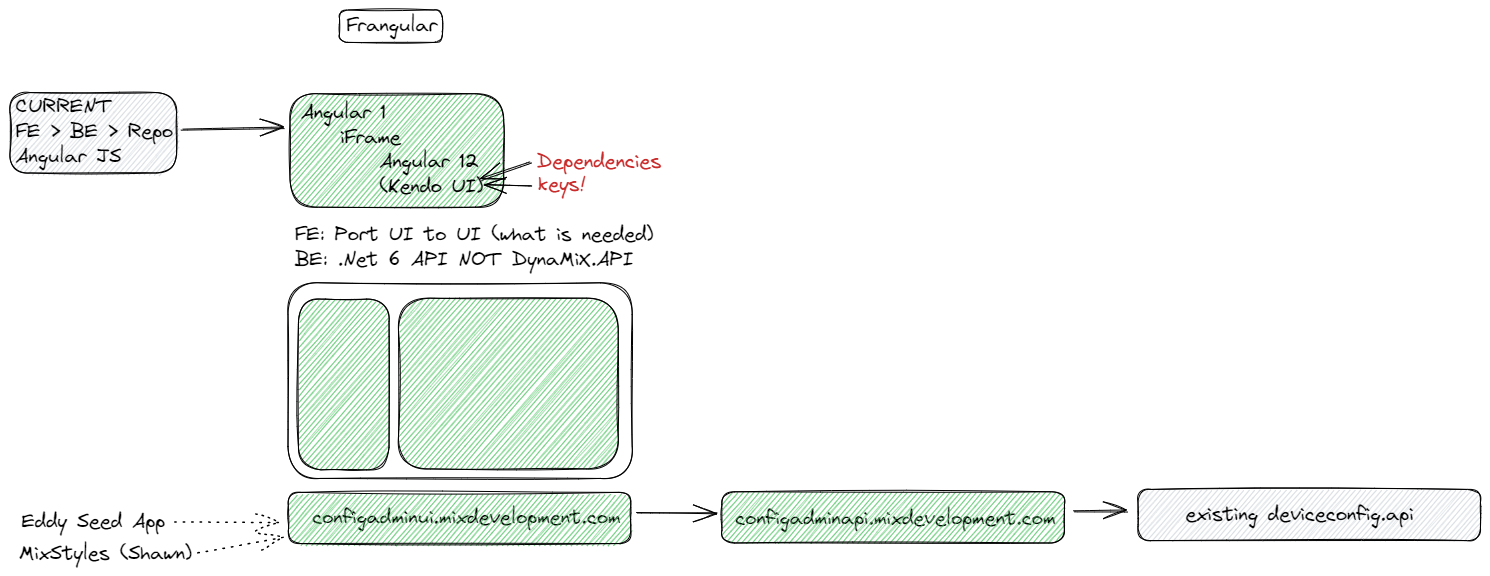 Frangular
CURRENT
FE > BE > Repo
Angular JS
Angular 1
iFrame
Angular 12
(Kendo UI)
Dependencies
keys!
FE: Port UI to UI (what is needed)
BE: .Net 6 API NOT DynaMiX.API
Eddy Seed App
MixStyles (Shawn)
configadminui.mixdevelopment.com
configadminapi.mixdevelopment.com
existing deviceconfig.api